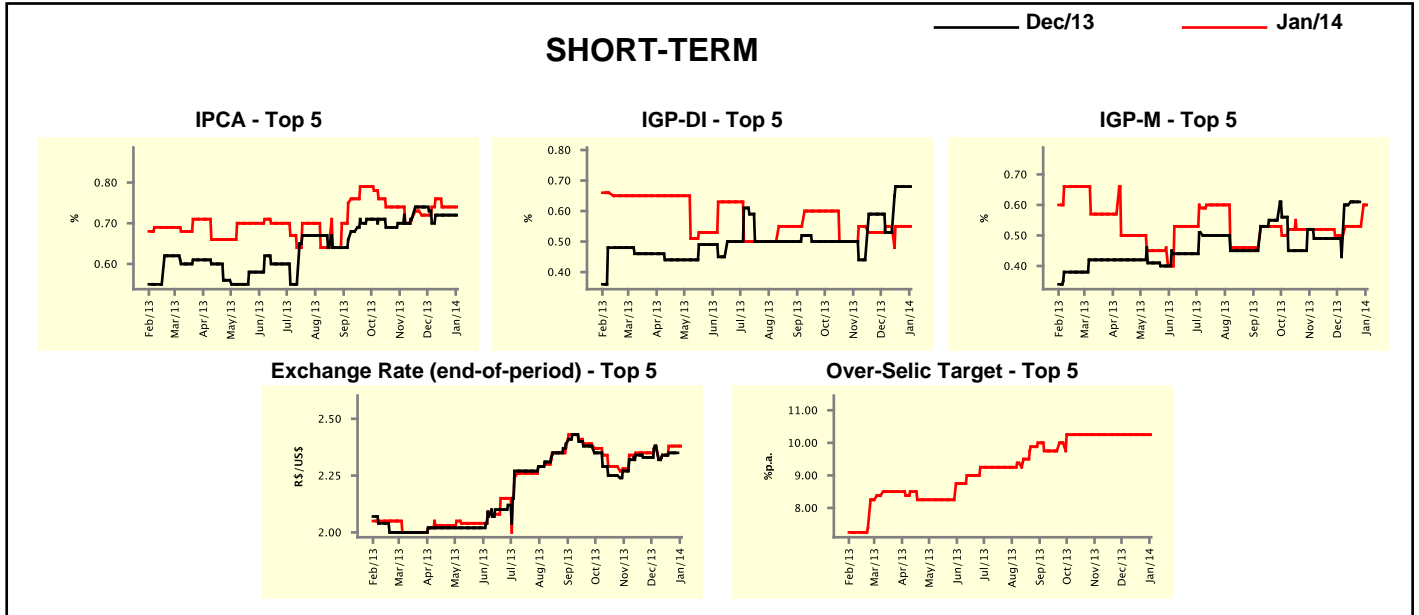 Dec/13
Jan/14
SHORT-TERM
IPCA - Top 5
%
0.80
0.70
0.60
Feb/13
Mar/13
Apr/13
May/13
Jun/13
Jul/13
Aug/13
Sep/13
Oct/13
Nov/13
Dec/13
Jan/14
IGP-DI - Top 5
%
0.80
0.70
0.60
0.50
0.40
Feb/13
Mar/13
Apr/13
May/13
Jun/13
Jul/13
Aug/13
Sep/13
Oct/13
Nov/13
Dec/13
Jan/14
IGP-M - Top 5
%
0.70
0.60
0.50
0.40
Feb/13
Mar/13
Apr/13
May/13
Jun/13
Jul/13
Aug/13
Sep/13
Oct/13
Nov/13
Dec/13
Jan/14
Exchange Rate (end-of-period) - Top 5
R$/US$
2.50
2.25
2.00
Feb/13
Mar/13
Apr/13
May/13
Jun/13
Jul/13
Aug/13
Sep/13
Oct/13
Nov/13
Dec/13
Jan/14
Over-Selic Target - Top 5
%p.a.
11.00
10.00
9.00
8.00
Feb/13
Mar/13
Apr/13
May/13
Jun/13
Jul/13
Aug/13
Sep/13
Oct/13
Nov/13
Dec/13
Jan/14